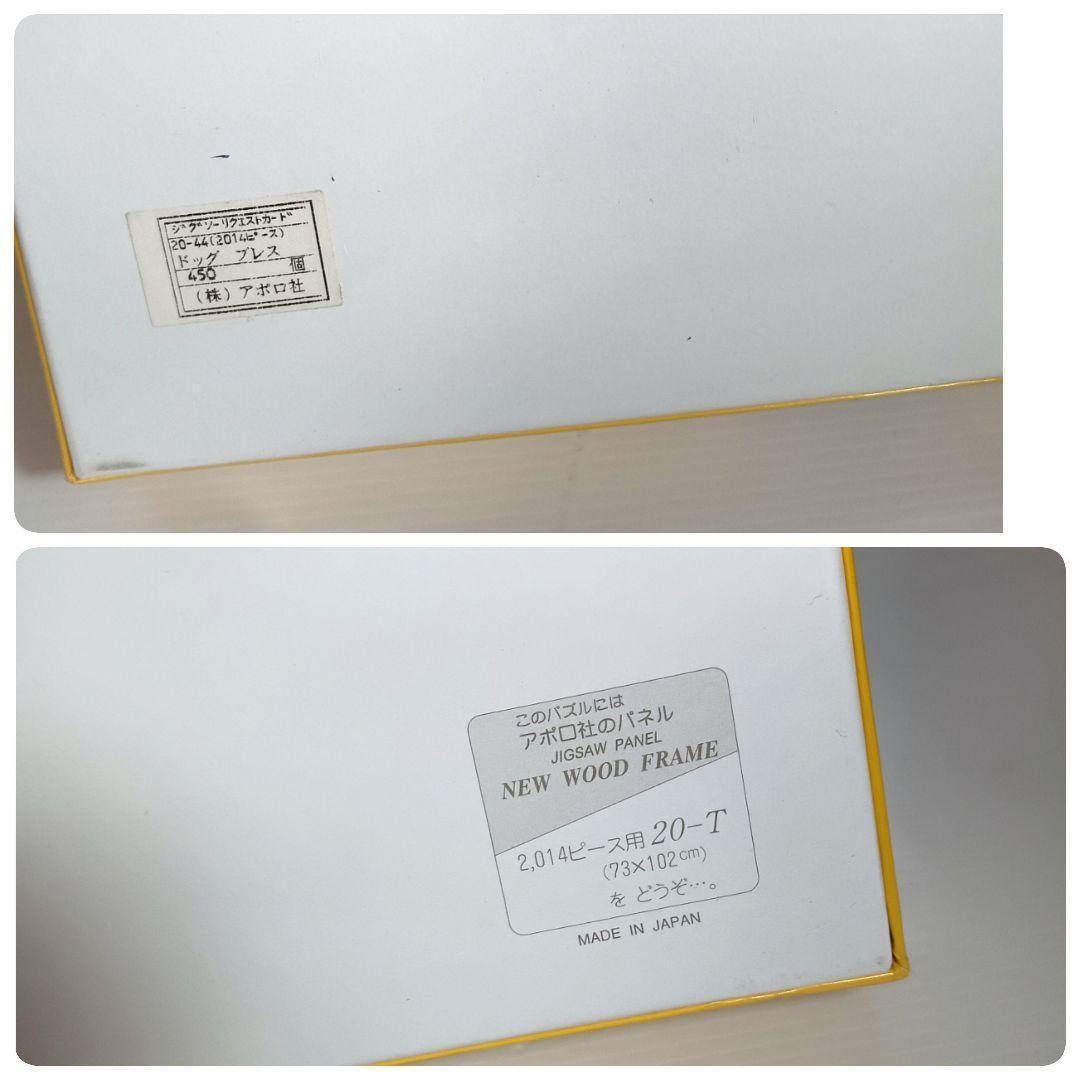 ジグソーリクエストカード
20-44(2014ピース)
ドッグ プレス
450 個
(株)アポロ社
このパズルには
アポロ社のパネル
JIGSAW PANEL
NEW WOOD FRAME
2,014ピース用 20-T
(73×102cm)
を どうぞ…。
MADE IN JAPAN